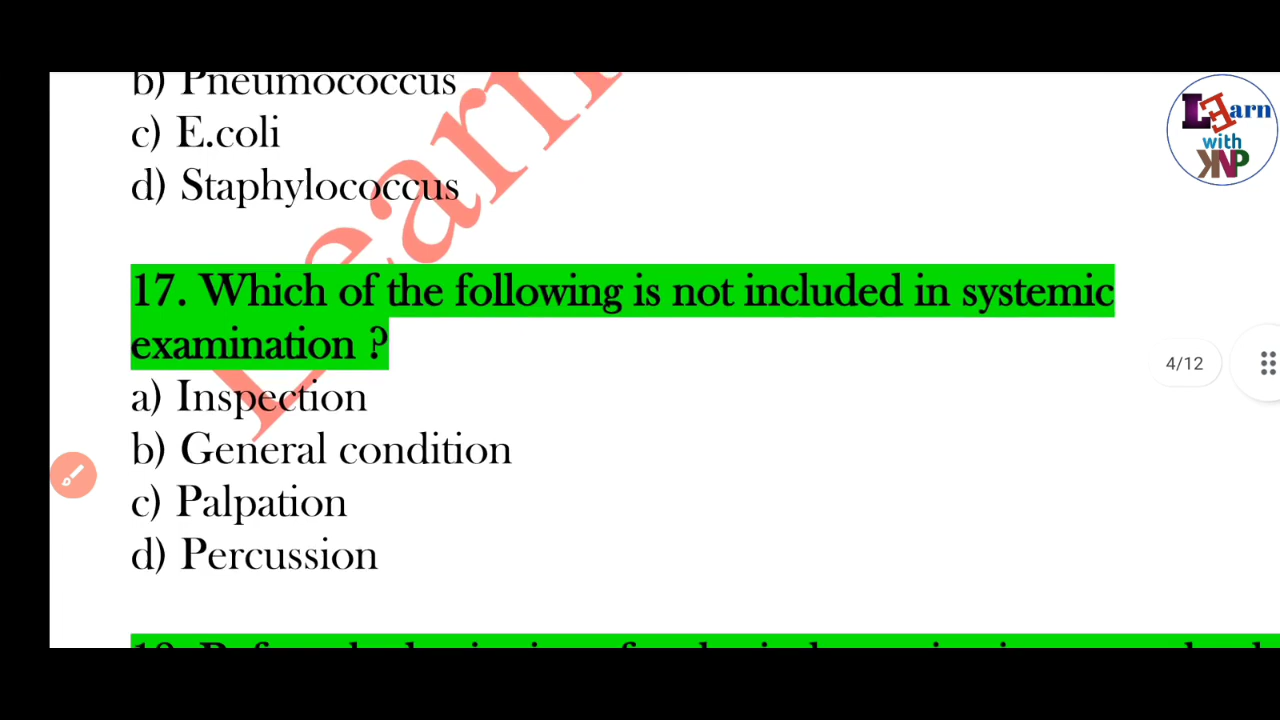 b) Pneumococcus
c) E.coli
d) Staphylococcus
Learn
with
KNP
Learn
17. Which of the following is not included in systemic
examination ?
a) Inspection
b) General condition
c) Palpation
d) Percussion
4/12